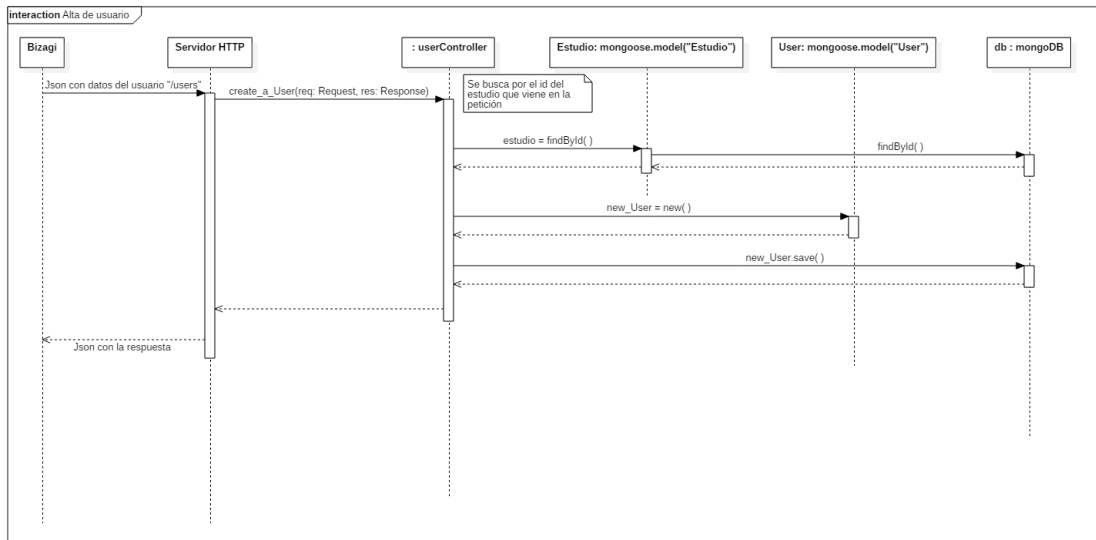 interaction Alta de usuario
Bizagi
Servidor HTTP
: userController
Estudio: mongoose.model("Estudio")
User: mongoose.model("User")
db : mongoDB
Json con datos del usuario "/users"
create_a_User(req: Request, res: Response)
Se busca por el id del
estudio que viene en la
petición
estudio = findById( )
findById( )
new_User = new( )
new_User.save( )
Json con la respuesta